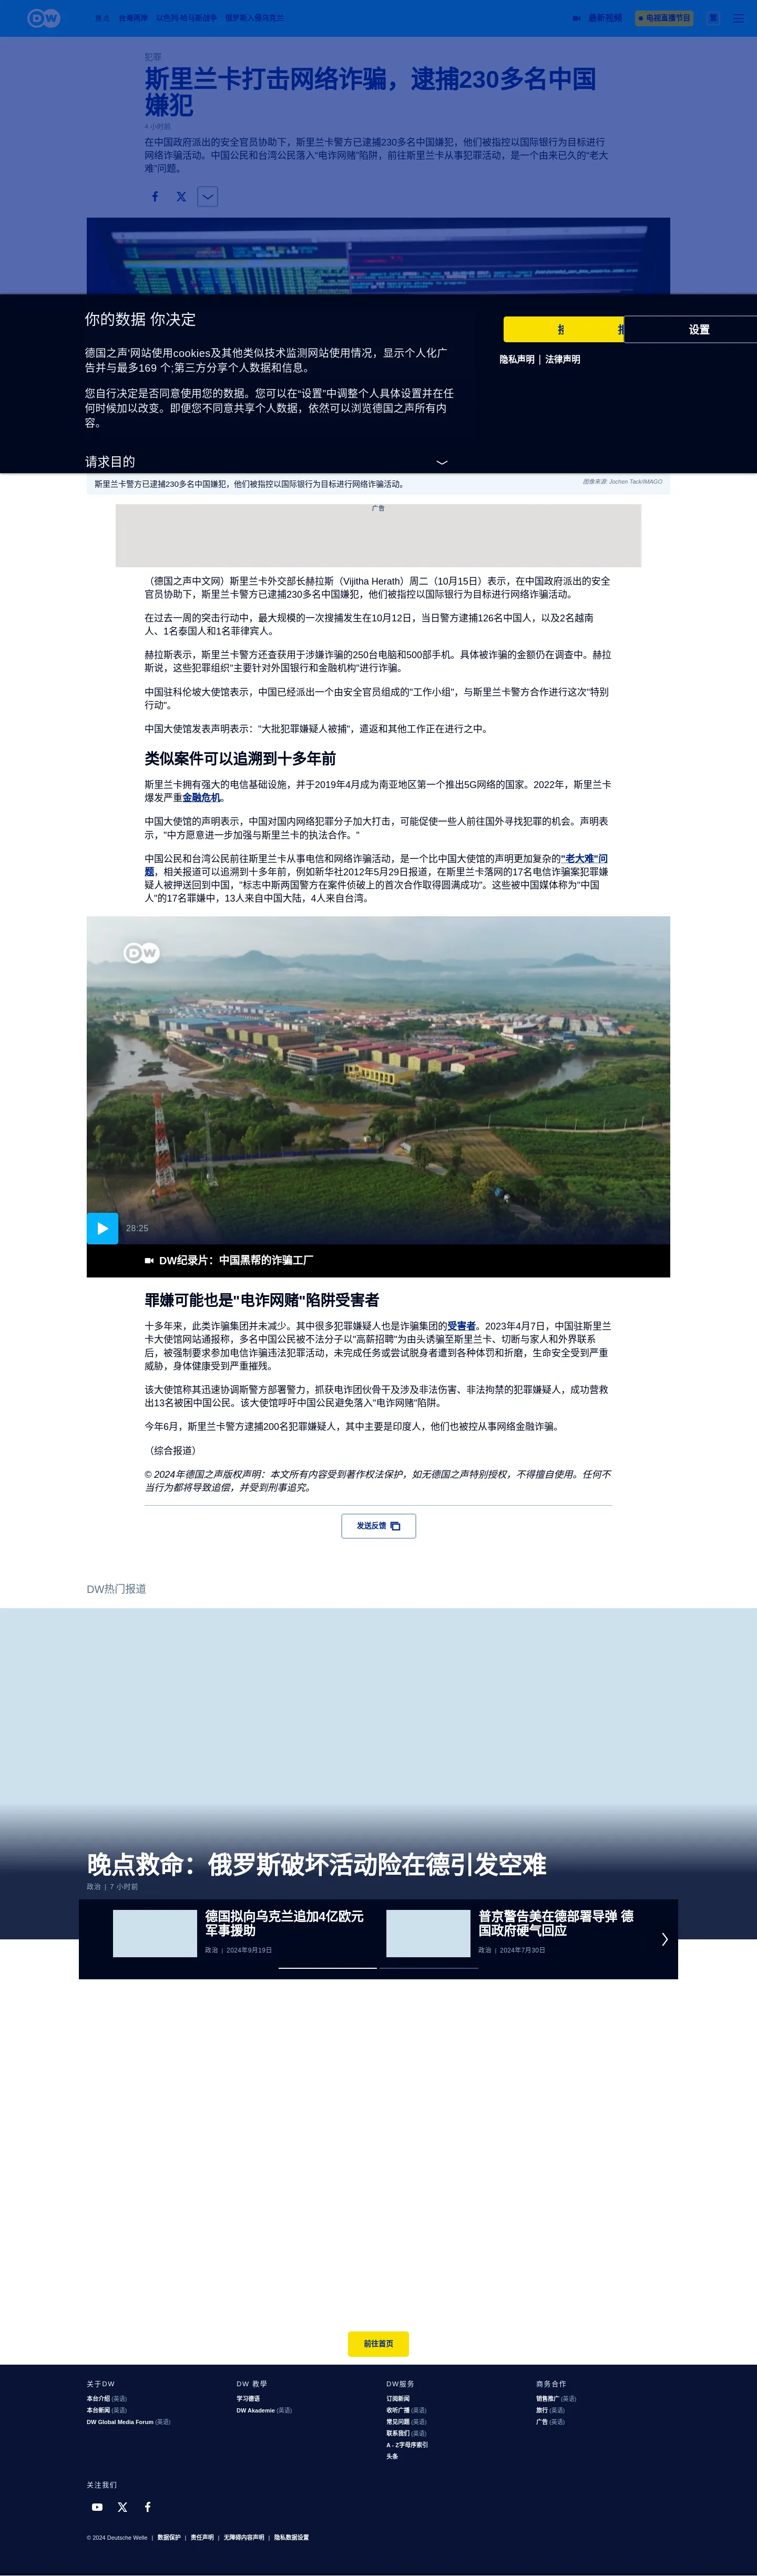 DW
焦点 台海两岸 以色列-哈马斯战争 俄罗斯入侵乌克兰 最新视频 电视直播节目 繁
犯罪
斯里兰卡打击网络诈骗，逮捕230多名中国
嫌犯
4 小时前
在中国政府派出的安全官员协助下，斯里兰卡警方已逮捕230多名中国嫌犯，他们被指控以国际银行为目标进行
网络诈骗活动。中国公民和台湾公民落入"电诈网赌"陷阱，前往斯里兰卡从事犯罪活动，是一个由来已久的"老大
难"问题。
你的数据 你决定
德国之声'网站使用cookies及其他类似技术监测网站使用情况，显示个人化广
告并与最多169 个;第三方分享个人数据和信息。
您自行决定是否同意使用您的数据。您可以在“设置”中调整个人具体设置并在任
何时候加以改变。即便您不同意共享个人数据，依然可以浏览德国之声所有内
容。
请求目的
设置
隐私声明 | 法律声明
斯里兰卡警方已逮捕230多名中国嫌犯，他们被指控以国际银行为目标进行网络诈骗活动。
图像来源: Jochen Tack/IMAGO
广告
（德国之声中文网）斯里兰卡外交部长赫拉斯（Vijitha Herath）周二（10月15日）表示，在中国政府派出的安全
官员协助下，斯里兰卡警方已逮捕230多名中国嫌犯，他们被指控以国际银行为目标进行网络诈骗活动。
在过去一周的突击行动中，最大规模的一次搜捕发生在10月12日，当日警方逮捕126名中国人，以及2名越南
人、1名泰国人和1名菲律宾人。
赫拉斯表示，斯里兰卡警方还查获用于涉嫌诈骗的250台电脑和500部手机。具体被诈骗的金额仍在调查中。赫拉
斯说，这些犯罪组织"主要针对外国银行和金融机构"进行诈骗。
中国驻科伦坡大使馆表示，中国已经派出一个由安全官员组成的"工作小组"，与斯里兰卡警方合作进行这次"特别
行动"。
中国大使馆发表声明表示："大批犯罪嫌疑人被捕"，遣返和其他工作正在进行之中。
类似案件可以追溯到十多年前
斯里兰卡拥有强大的电信基础设施，并于2019年4月成为南亚地区第一个推出5G网络的国家。2022年，斯里兰卡
爆发严重金融危机。
中国大使馆的声明表示，中国对国内网络犯罪分子加大打击，可能促使一些人前往国外寻找犯罪的机会。声明表
示，"中方愿意进一步加强与斯里兰卡的执法合作。"
中国公民和台湾公民前往斯里兰卡从事电信和网络诈骗活动，是一个比中国大使馆的声明更加复杂的"老大难"问
题，相关报道可以追溯到十多年前，例如新华社2012年5月29日报道，在斯里兰卡落网的17名电信诈骗案犯罪嫌
疑人被押送回到中国，"标志中斯两国警方在案件侦破上的首次合作取得圆满成功"。这些被中国媒体称为"中国
人"的17名罪嫌中，13人来自中国大陆，4人来自台湾。
DW
28:25
DW纪录片：中国黑帮的诈骗工厂
罪嫌可能也是"电诈网赌"陷阱受害者
十多年来，此类诈骗集团并未减少。其中很多犯罪嫌疑人也是诈骗集团的受害者。2023年4月7日，中国驻斯里兰
卡大使馆网站通报称，多名中国公民被不法分子以"高薪招聘"为由头诱骗至斯里兰卡、切断与家人和外界联系
后，被强制要求参加电信诈骗违法犯罪活动，未完成任务或尝试脱身者遭到各种体罚和折磨，生命安全受到严重
威胁，身体健康受到严重摧残。
该大使馆称其迅速协调斯警方部署警力，抓获电诈团伙骨干及涉及非法伤害、非法拘禁的犯罪嫌疑人，成功营救
出13名被困中国公民。该大使馆呼吁中国公民避免落入"电诈网赌"陷阱。
今年6月，斯里兰卡警方逮捕200名犯罪嫌疑人，其中主要是印度人，他们也被控从事网络金融诈骗。
（综合报道）
© 2024年德国之声版权声明：本文所有内容受到著作权法保护，如无德国之声特别授权，不得擅自使用。任何不
当行为都将导致追偿，并受到刑事追究。
发送反馈
DW热门报道
晚点救命：俄罗斯破坏活动险在德引发空难
政治 | 7 小时前
德国拟向乌克兰追加4亿欧元
军事援助
政治 | 2024年9月19日
普京警告美在德部署导弹 德
国政府硬气回应
政治 | 2024年7月30日
前往首页
关于DW
本台介绍 (英语)
本台新闻 (英语)
DW Global Media Forum (英语)
DW 教學
学习德语
DW Akademie (英语)
DW服务
订阅新闻
收听广播 (英语)
常见问题 (英语)
联系我们 (英语)
A - Z字母序索引
头条
商务合作
销售推广 (英语)
旅行 (英语)
广告 (英语)
关注我们
© 2024 Deutsche Welle | 数据保护 | 责任声明 | 无障碍内容声明 | 隐私数据设置